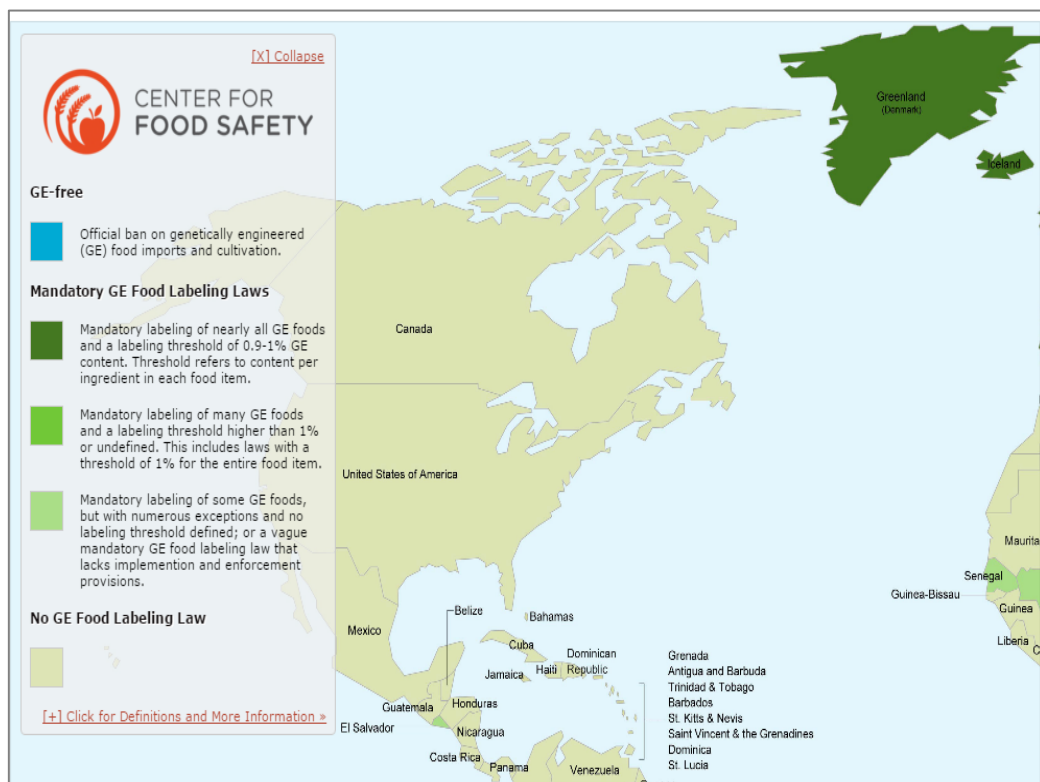 [X] Collapse
CENTER FOR
FOOD SAFETY
GE-free
Official ban on genetically engineered
(GE) food imports and cultivation.
Mandatory GE Food Labeling Laws
Mandatory labeling of nearly all GE foods
and a labeling threshold of 0.9-1% GE
content. Threshold refers to content per
ingredient in each food item.
Mandatory labeling of many GE foods
and a labeling threshold higher than 1%
or undefined. This includes laws with a
threshold of 1% for the entire food item.
Mandatory labeling of some GE foods,
but with numerous exceptions and no
labeling threshold defined; or a vague
mandatory GE food labeling law that
lacks implemention and enforcement
provisions.
No GE Food Labeling Law
[+] Click for Definitions and More Information »
Greenland
(Denmark)
Iceland
Canada
United States of America
Mexico
Belize
Bahamas
Cuba
Dominican
Republic
Haiti
Jamaica
Guatemala
Honduras
El Salvador
Nicaragua
Costa Rica
Panama
Venezuela
Grenada
Antigua and Barbuda
Trinidad & Tobago
Barbados
St. Kitts & Nevis
Saint Vincent & the Grenadines
Dominica
St. Lucia
Maurita
Senegal
Guinea-Bissau
Guinea
Liberia
C